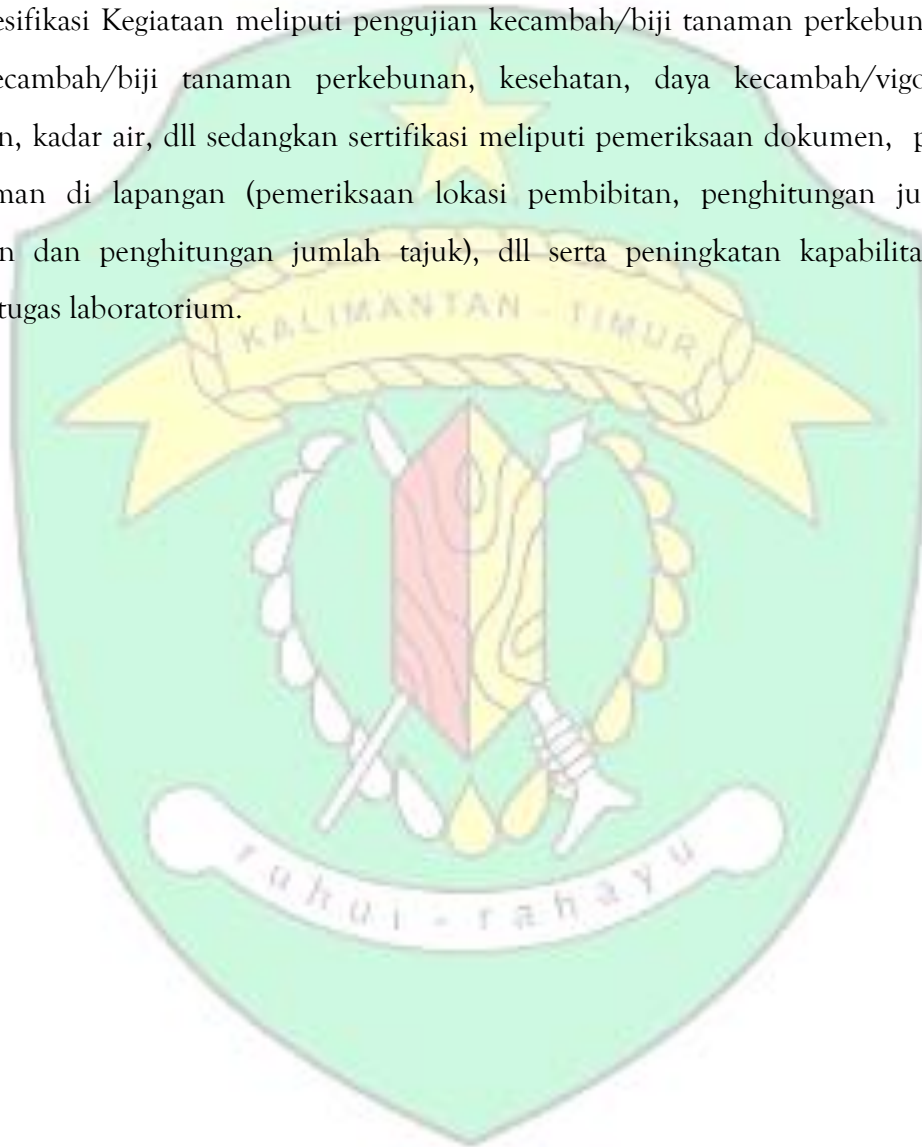 esifikasi Kegiataan meliputi pengujian kecambah/biji tanaman perkebun
ecambah/biji tanaman perkebunan, kesehatan, daya kecambah/vigo
n, kadar air, dll sedangkan sertifikasi meliputi pemeriksaan dokumen, p
man di lapangan (pemeriksaan lokasi pembibitan, penghitungan ju
n dan penghitungan jumlah tajuk), dll serta peningkatan kapabilita
tugas laboratorium.
KALIMANTAN - TIMUR
rahui - rahayu